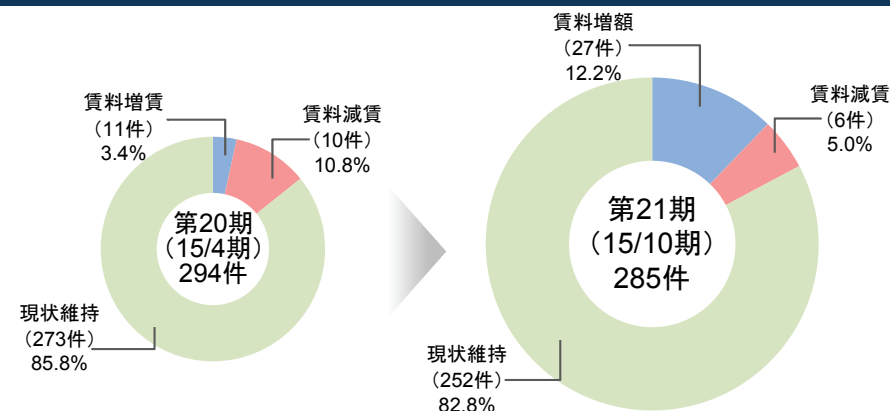 賃料増賃
（11件）
3.4%
賃料減賃
（10件）
10.8%
第20期
（15/4期）
294件
現状維持
（273件）
85.8%
賃料増額
（27件）
12.2%
賃料減賃
（6件）
5.0%
第21期
（15/10期）
285件
現状維持
（252件）
82.8%